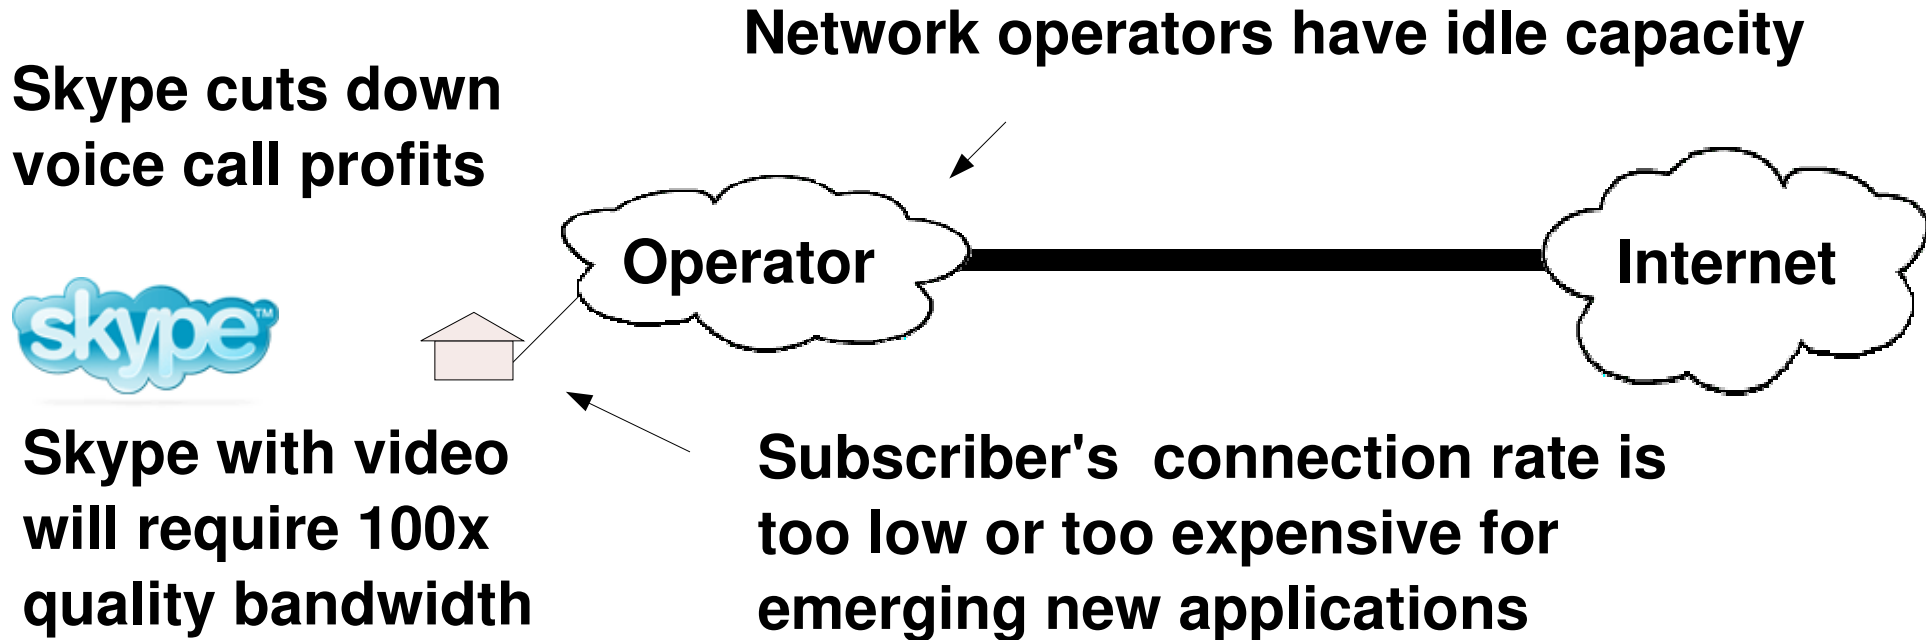 Network operators have idle capacity
Skype cuts down
voice call profits
Operator
Internet
skype™
Skype with video
will require 100x
quality bandwidth
Subscriber's connection rate is
too low or too expensive for
emerging new applications